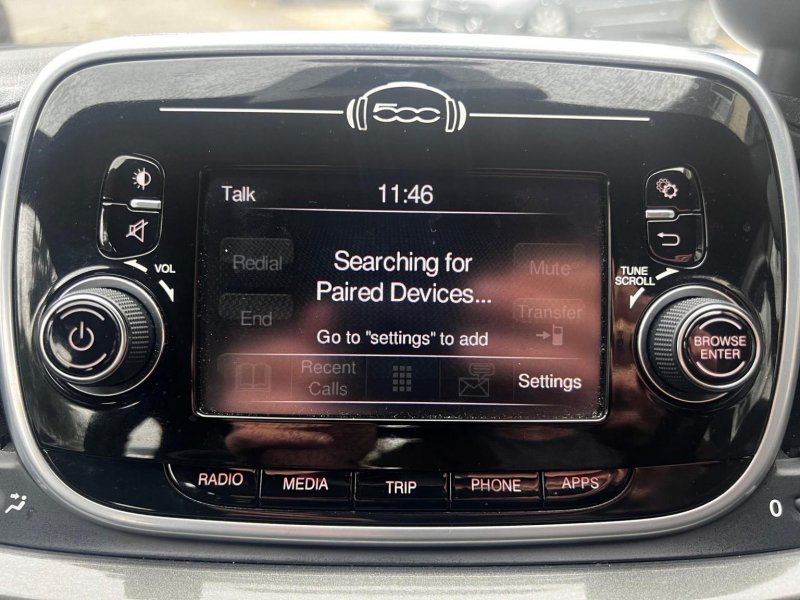 500
Talk 11:46
VOL
TUNE
SCROLL
Redial
Searching for
Paired Devices...
Mute
End
Transfer
Go to "settings" to add
BROWSE
ENTER
Recent
Calls
Settings
RADIO MEDIA TRIP PHONE APPS
0